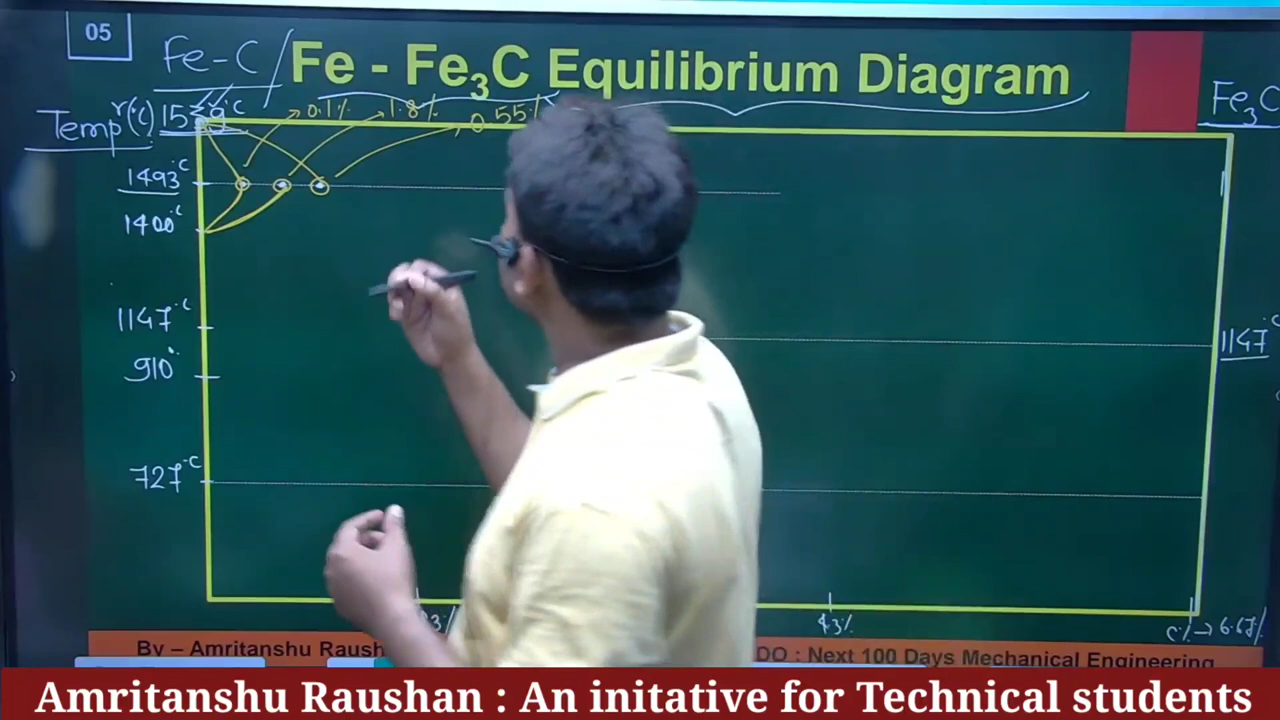 05
Fe-C/
Fe - Fe3C Equilibrium Diagram
Fe3C
Temp r(°C) 1539°C
0.1%
1.8%
0.55%
1493°C
1400°C
1147°C
1147°C
910°
727°C
4.3%
C% → 6.67%
By – Amritanshu Raush
: Next 100 Days Mechanical Engineering
Amritanshu Raushan : An initative for Technical students